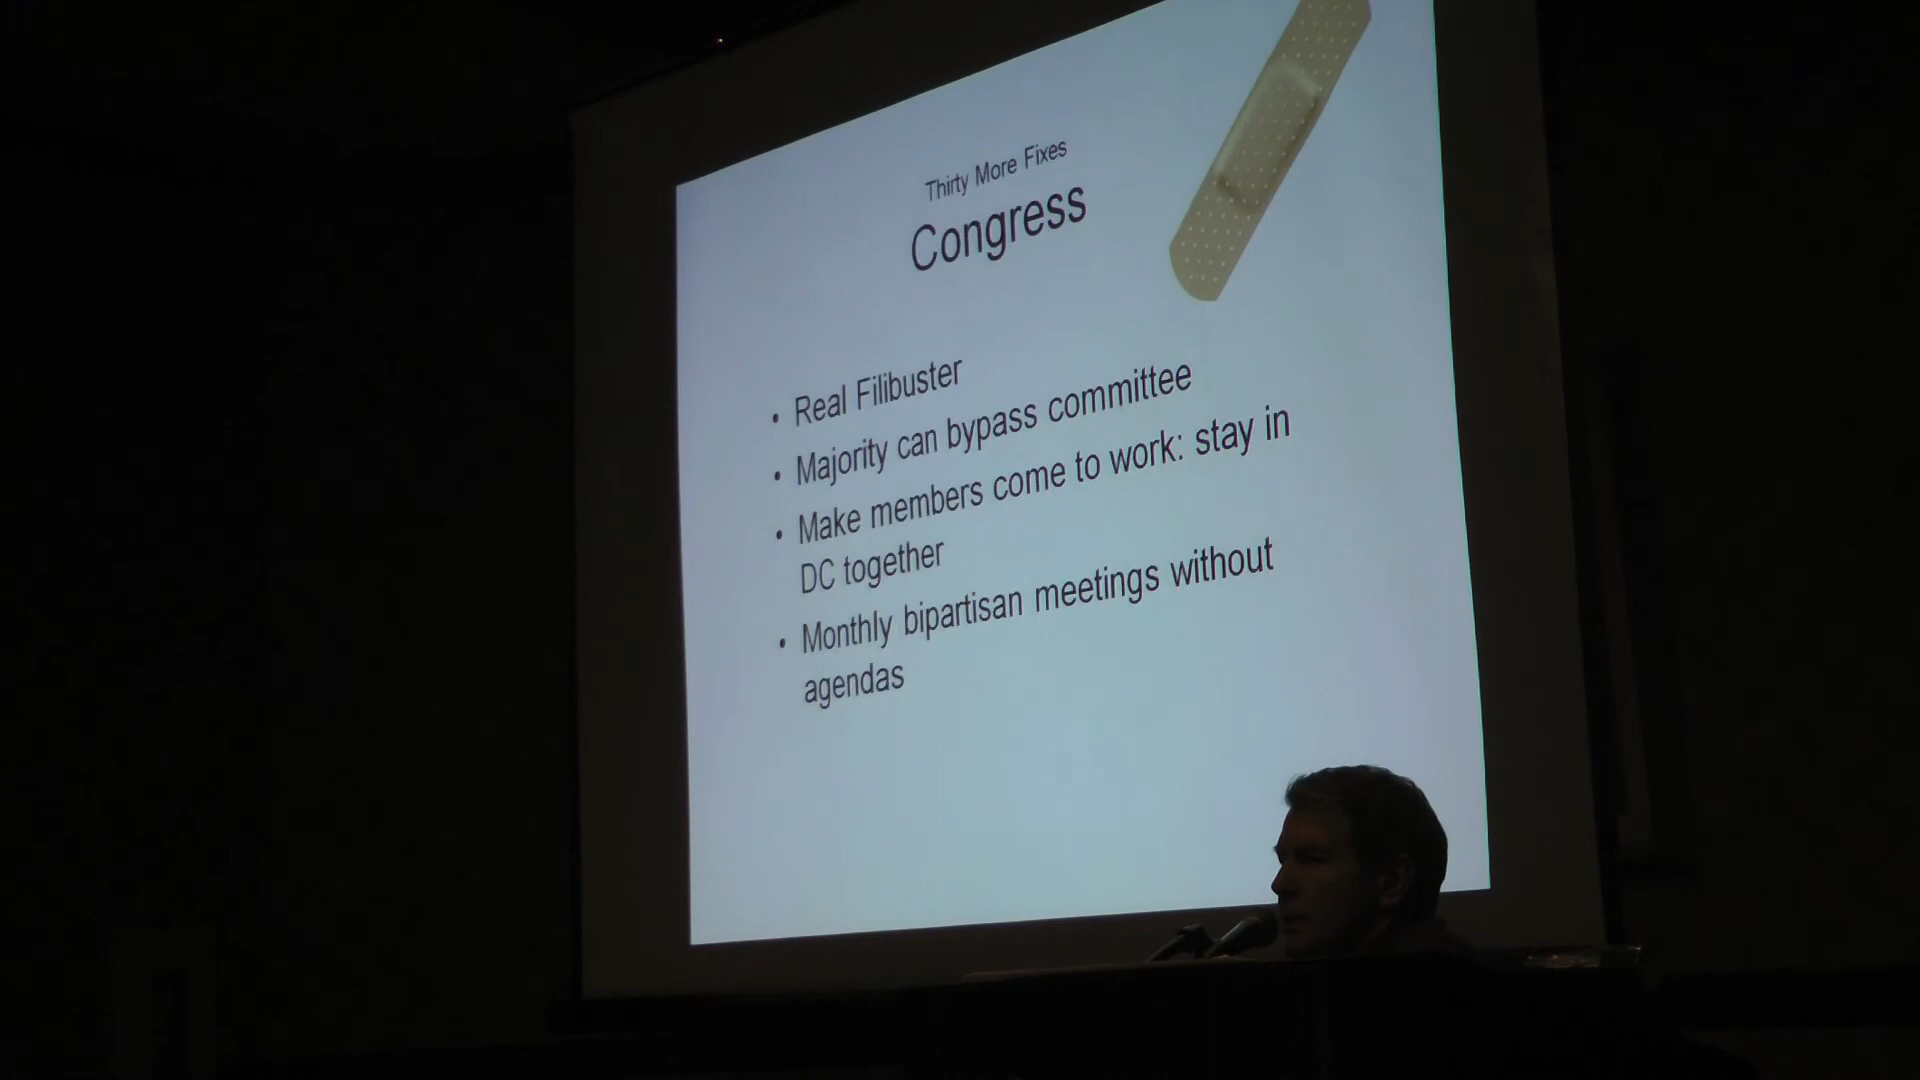 Thirty More Fixes
Congress
• Real Filibuster
• Majority can bypass committee
• Make members come to work: stay in
DC together
• Monthly bipartisan meetings without
agendas